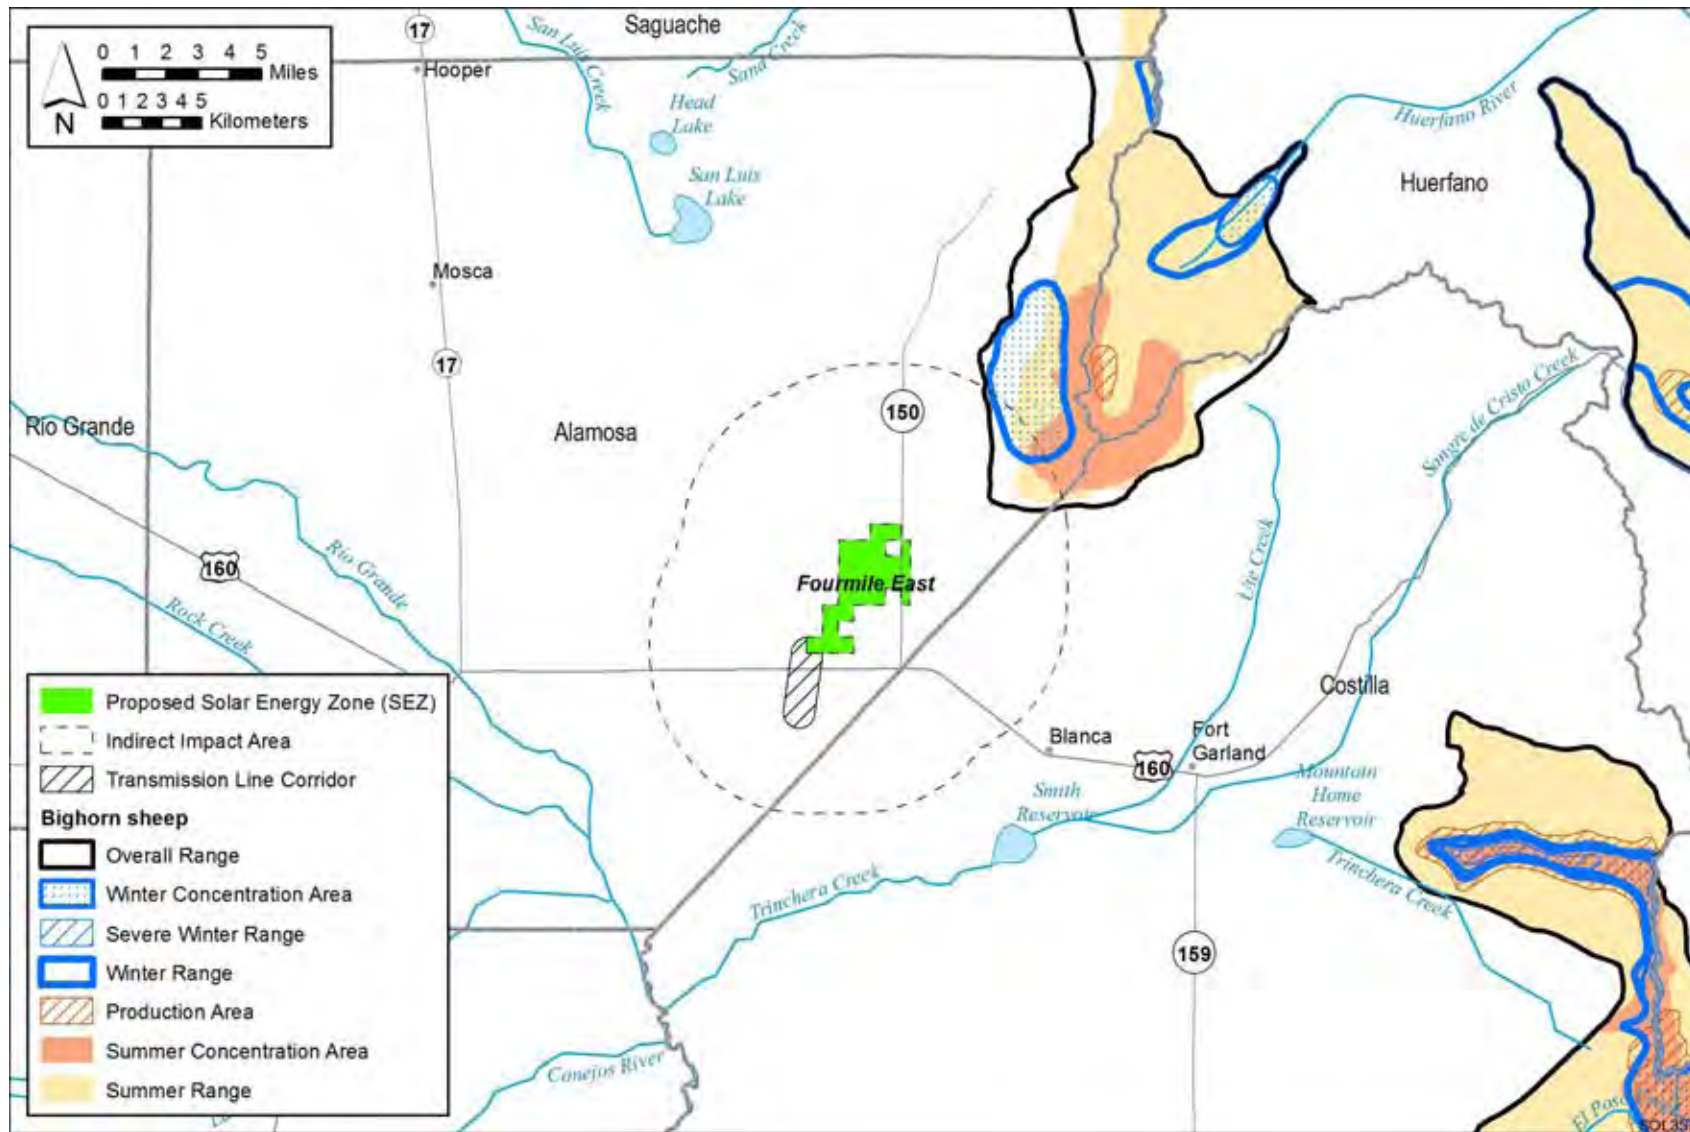 0 1 2 3 4 5
Miles
0 1 2 3 4 5
Kilometers
N
17
Hooper
Saguache
San Luis Creek
Sand Creek
Head
Lake
San Luis
Lake
Huerfano River
Huerfano
Mosca
17
Rio Grande
Alamosa
150
Sangre de Cristo Creek
160
Rio Grande
Rock Creek
Fourmile East
Ute Creek
Costilla
Blanca
Fort
Garland
160
Smith
Reservoir
Mountain
Home
Reservoir
Trinchera Creek
Trinchera Creek
159
Conejos River
Proposed Solar Energy Zone (SEZ)
Indirect Impact Area
Transmission Line Corridor
Bighorn sheep
Overall Range
Winter Concentration Area
Severe Winter Range
Winter Range
Production Area
Summer Concentration Area
Summer Range